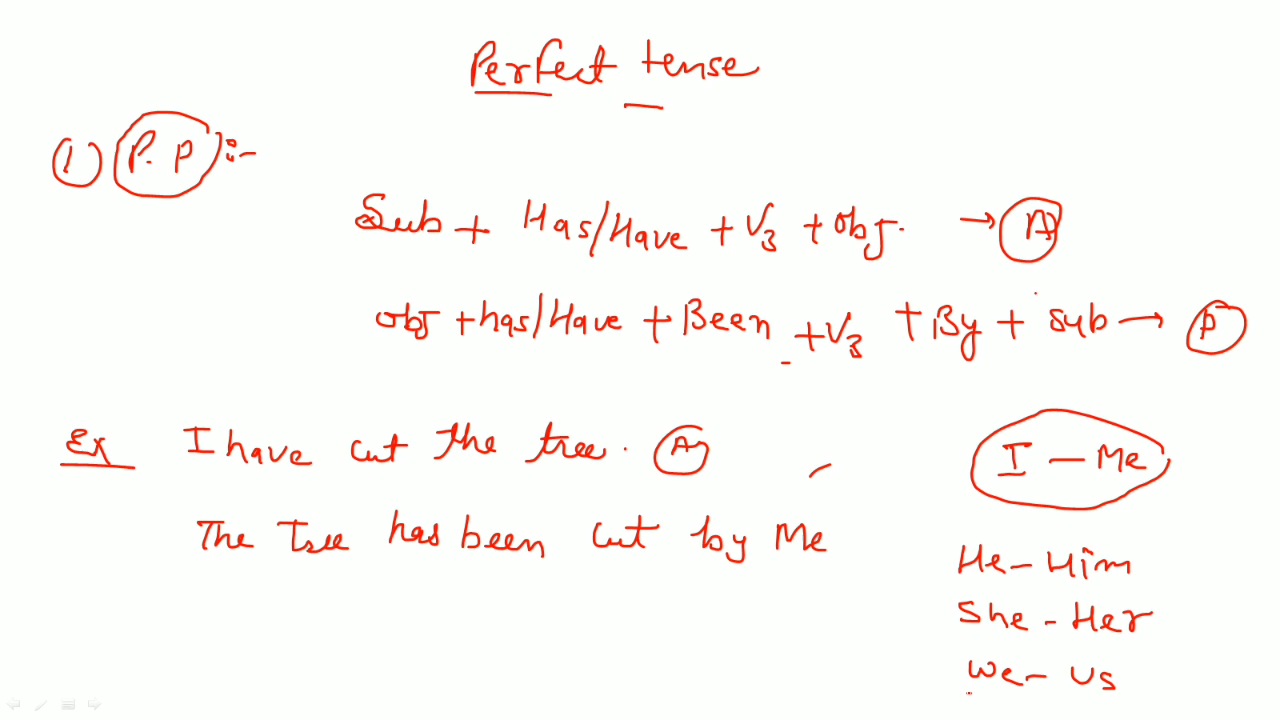 Perfect tense
1) P.P :-
Sub + Has/Have + V3 + obj. → A
obj + has/Have + Been + V3 + By + sub → P
Ex I have cut the tree. A
I - Me
The Tree has been cut by Me
He - Him
She - Her
We - Us